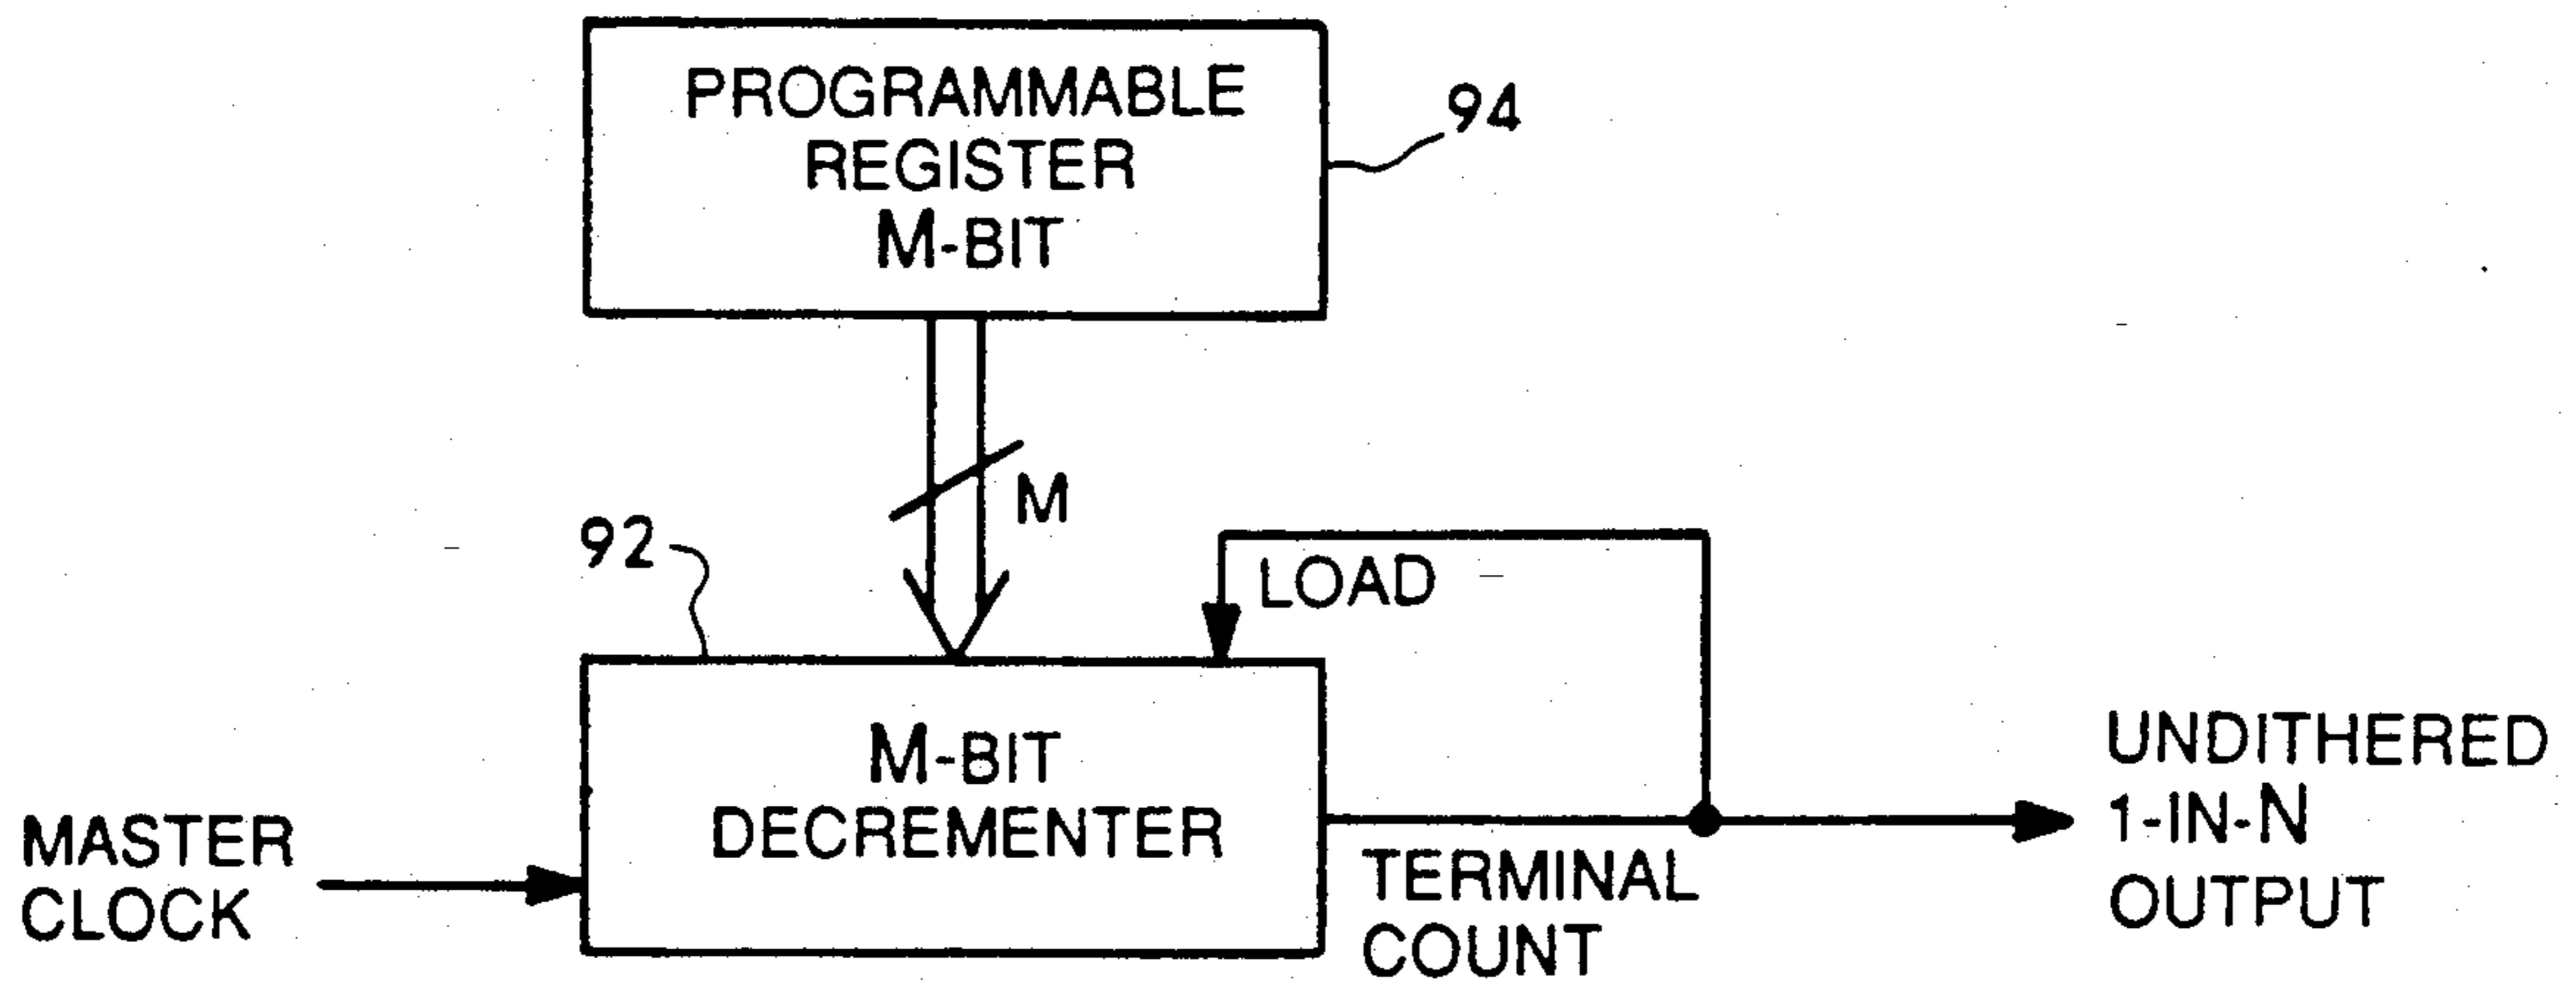 PROGRAMMABLE
REGISTER
M-BIT
94
M
92
LOAD
M-BIT
DECREMENTER
MASTER
CLOCK
TERMINAL
COUNT
UNDITHERED
1-IN-N
OUTPUT